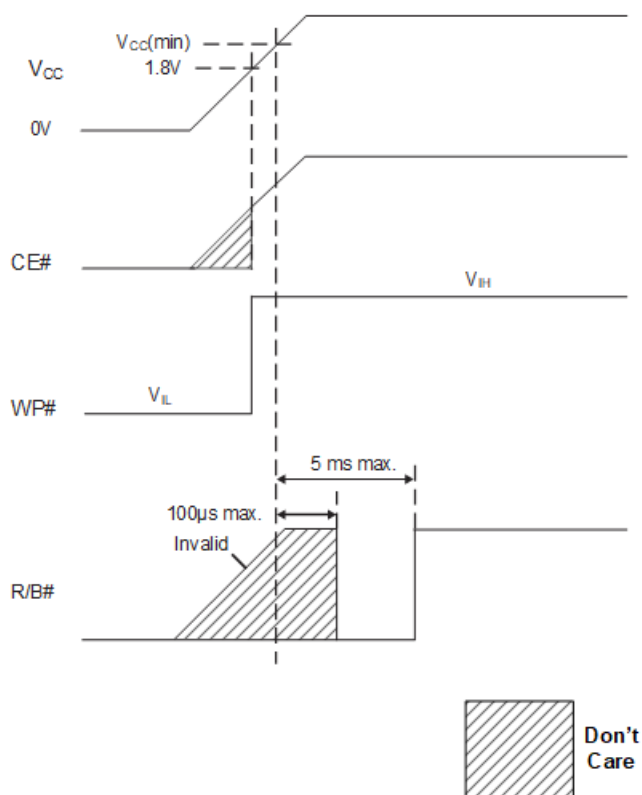 Vcc(min)
Vcc
1.8V
0V
CE#
VIH
VIL
WP#
5 ms max.
100µs max.
Invalid
R/B#
Don't
Care